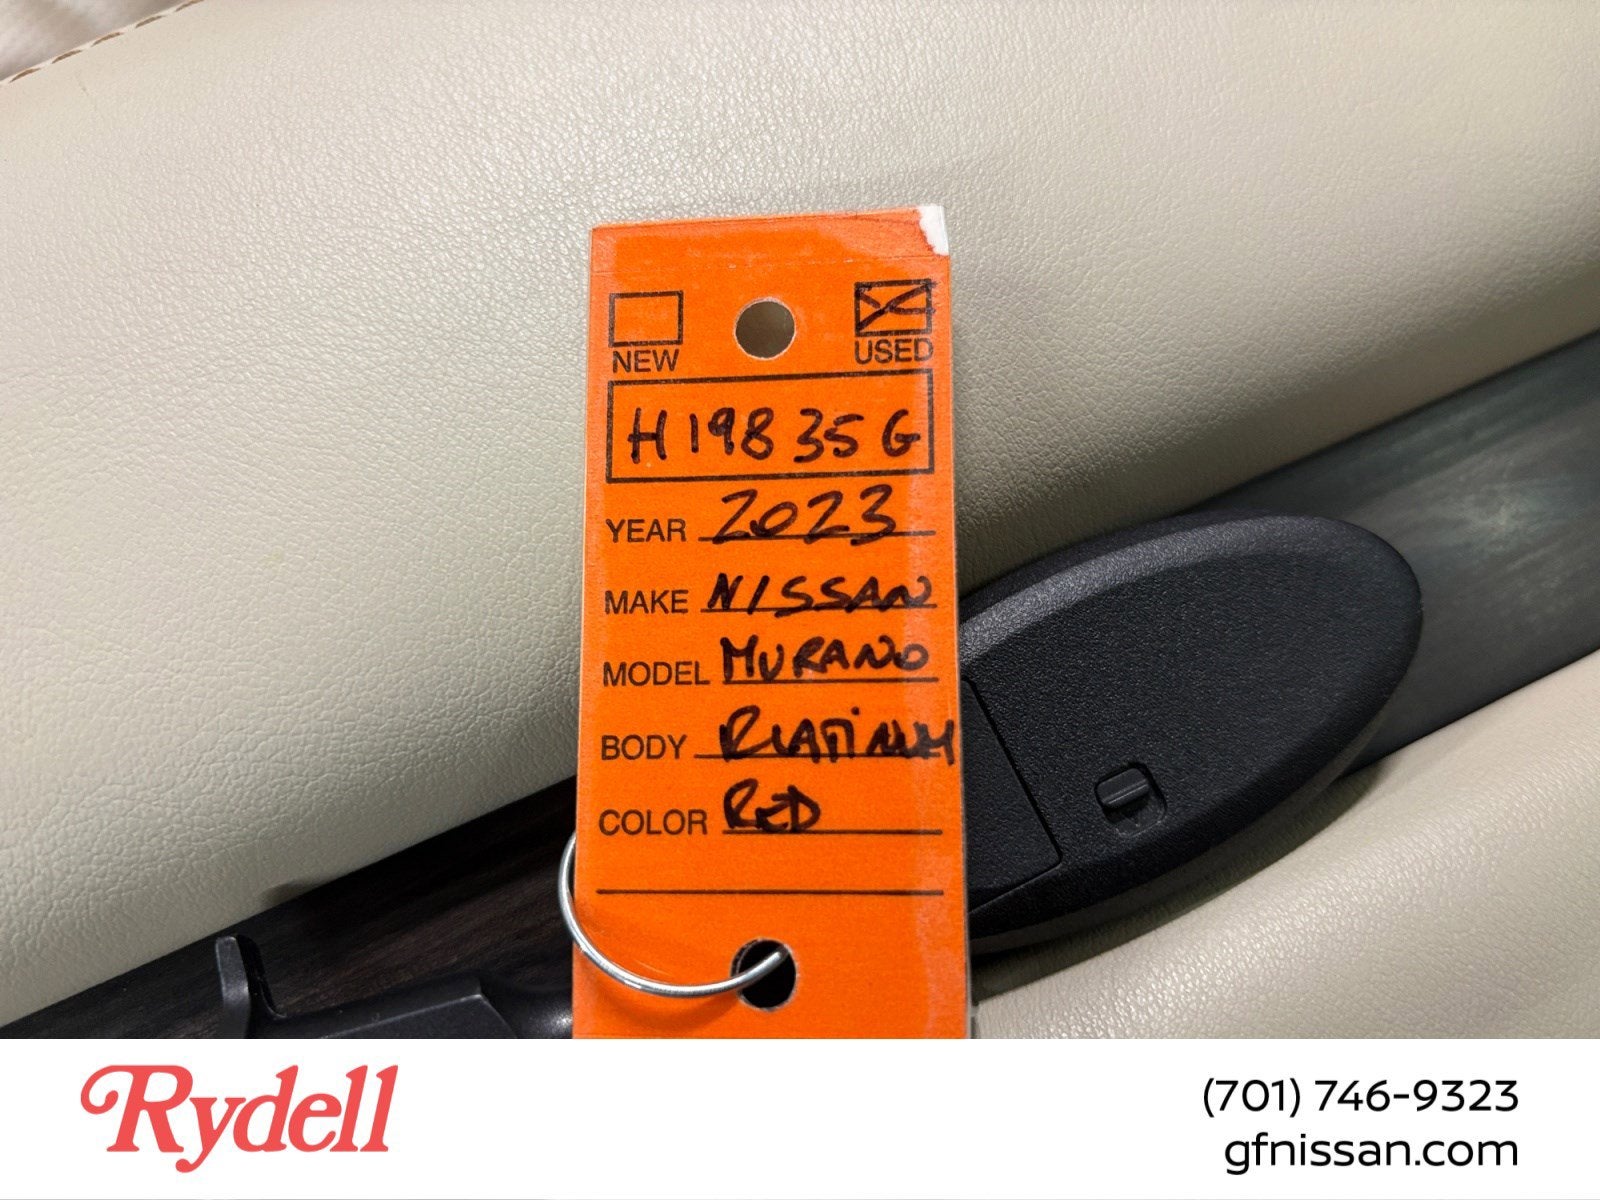 NEW USED
H19835G
YEAR 2023
MAKE NISSAN
MODEL MURANO
BODY PLATINUM
COLOR RED
Rydell
(701) 746-9323
gfnissan.com